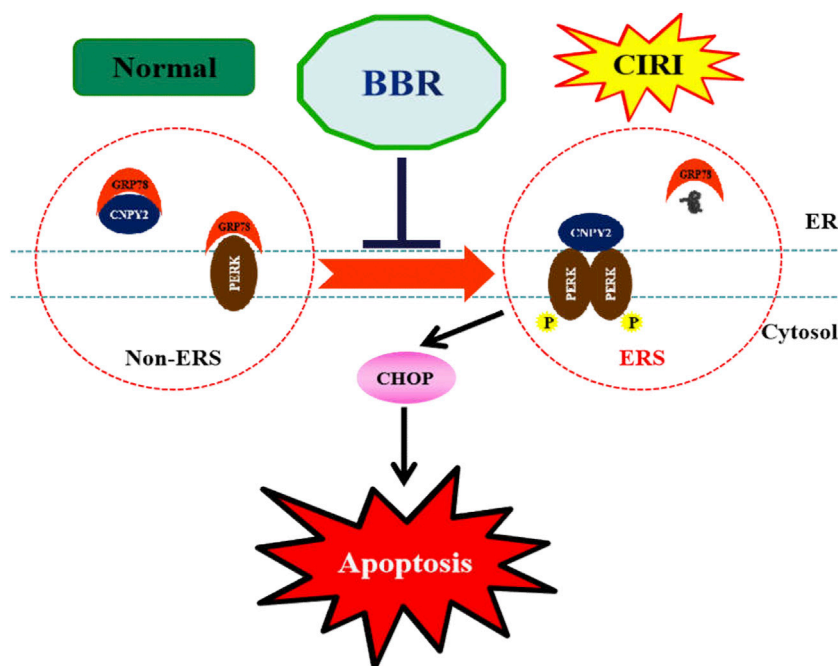 Normal
BBR
CIRI
GRP78
CNPY2
GRP78
PERK
GRP78
CNPY2
PERK
PERK
P
P
ER
Cytosol
Non-ERS
ERS
CHOP
Apoptosis